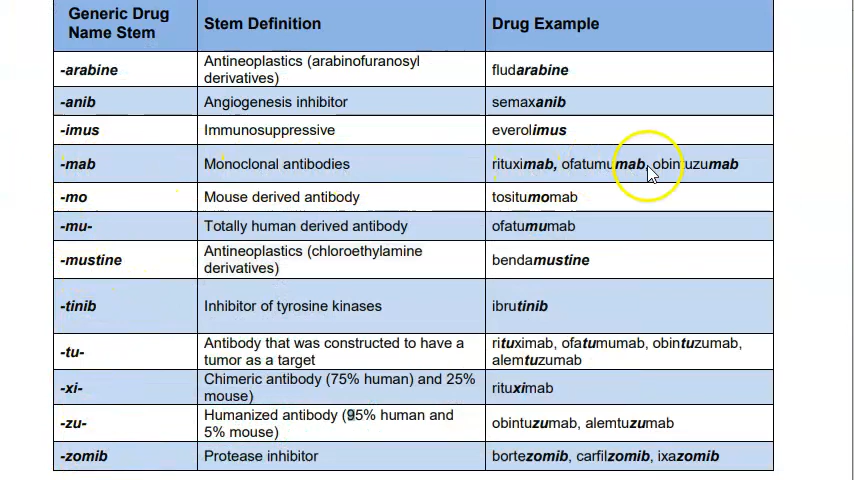 Generic Drug
Name Stem
Stem Definition
Drug Example
-arabine
Antineoplastics (arabinofuranosyl
derivatives)
fludarabine
-anib
Angiogenesis inhibitor
semaxanib
-imus
Immunosuppressive
everolimus
-mab
Monoclonal antibodies
rituximab, ofatumumab, obintuzumab
-mo
Mouse derived antibody
tositumomab
-mu-
Totally human derived antibody
ofatumumab
-mustine
Antineoplastics (chloroethylamine
derivatives)
bendamustine
-tinib
Inhibitor of tyrosine kinases
ibrutinib
-tu-
Antibody that was constructed to have a
tumor as a target
rituximab, ofatumumab, obintuzumab,
alemtuzumab
-xi-
Chimeric antibody (75% human) and 25%
mouse)
rituximab
-zu-
Humanized antibody (95% human and
5% mouse)
obintuzumab, alemtuzumab
-zomib
Protease inhibitor
bortezomib, carfilzomib, ixazomib